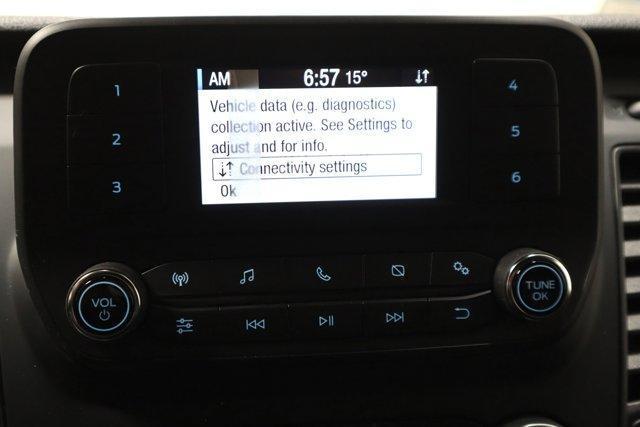 AM 6:57 15°
Vehicle data (e.g. diagnostics)
collection active. See Settings to
adjust and for info.
Connectivity settings
Ok
1
2
3
4
5
6
VOL
TUNE
OK